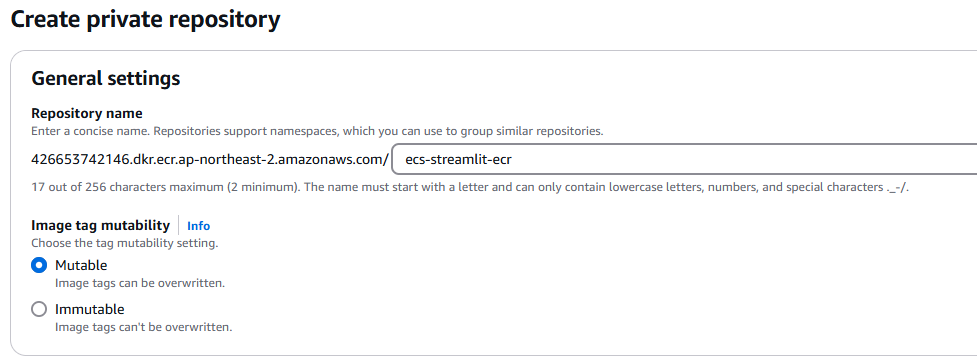 Create private repository
General settings
Repository name
Enter a concise name. Repositories support namespaces, which you can use to group similar repositories.
426653742146.dkr.ecr.ap-northeast-2.amazonaws.com/ ecs-streamlit-ecr
17 out of 256 characters maximum (2 minimum). The name must start with a letter and can only contain lowercase letters, numbers, and special characters ._-/.
Image tag mutability Info
Choose the tag mutability setting.
Mutable
Image tags can be overwritten.
Immutable
Image tags can't be overwritten.